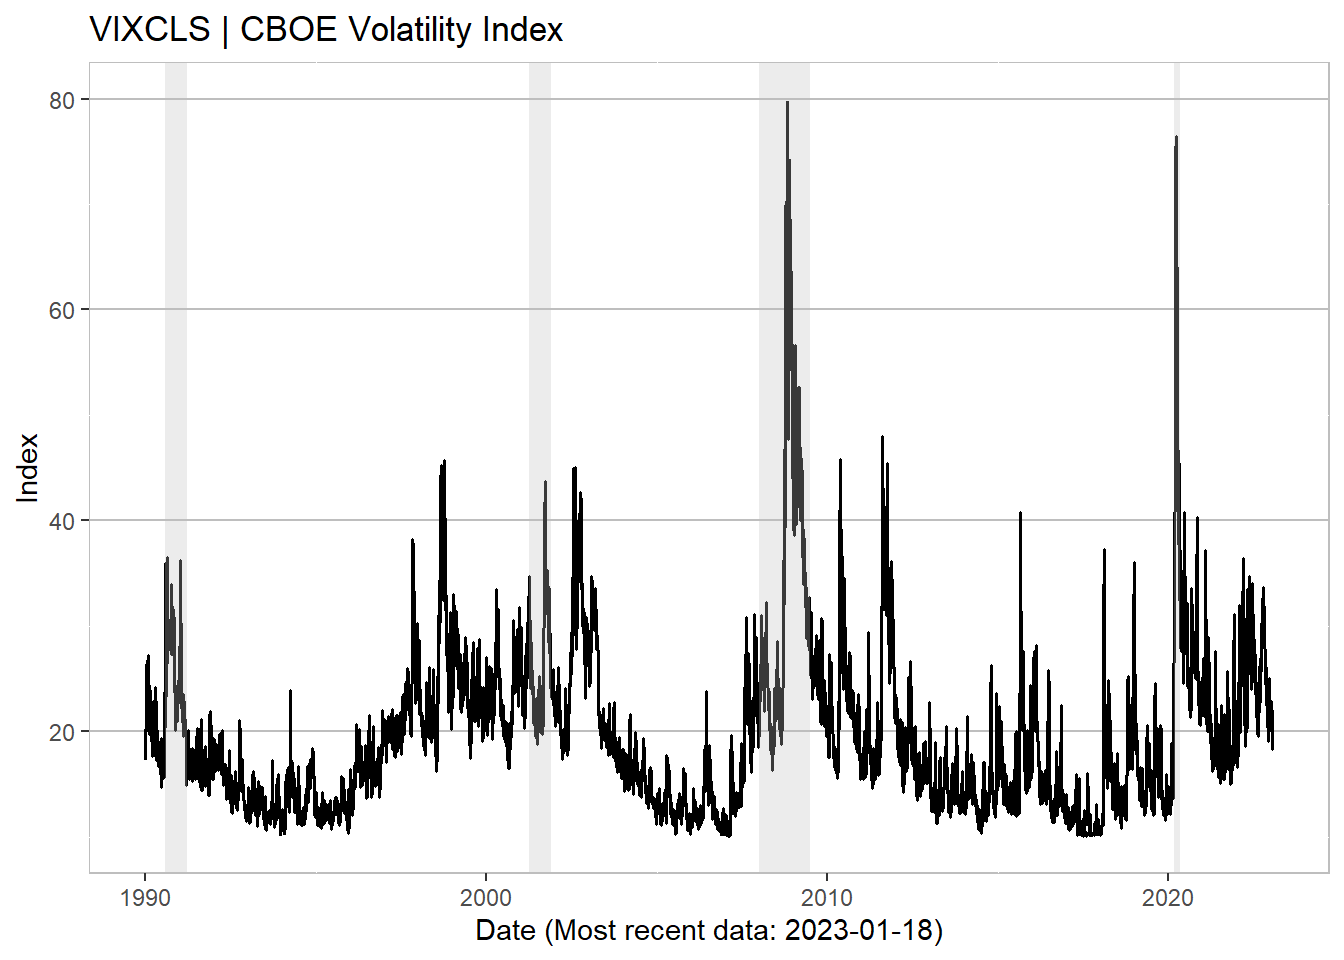 VIXCLS | CBOE Volatility Index
80
60
40
20
Index
1990
2000
2010
2020
Date (Most recent data: 2023-01-18)